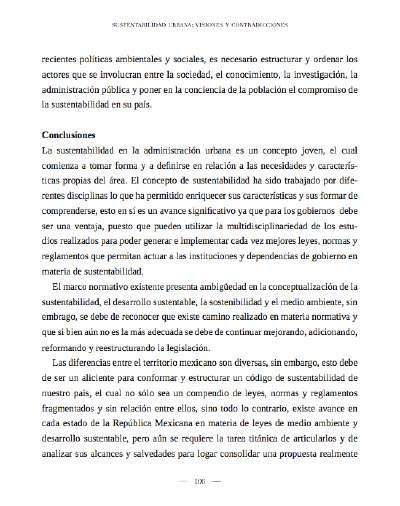 SUSTENTABILIDAD URBANA: VISIONES Y CONTRADICCIONES
recientes políticas ambientales y sociales, es necesario estructurar y ordenar los
actores que se involucran entre la sociedad, el conocimiento, la investigación, la
administración pública y poner en la conciencia de la población el compromiso de
la sustentabilidad en su país.
Conclusiones
La sustentabilidad en la administración urbana es un concepto joven, el cual
comienza a tomar forma y a definirse en relación a las necesidades y caracterís-
ticas propias del área. El concepto de sustentabilidad ha sido trabajado por dife-
rentes disciplinas lo que ha permitido enriquecer sus características y sus formar de
comprenderse, esto en sí es un avance significativo ya que para los gobiernos debe
ser una ventaja, puesto que pueden utilizar la multidisciplinariedad de los estu-
dios realizados para poder generar e implementar cada vez mejores leyes, normas y
reglamentos que permitan actuar a las instituciones y dependencias de gobierno en
materia de sustentabilidad.
El marco normativo existente presenta ambigüedad en la conceptualización de la
sustentabilidad, el desarrollo sustentable, la sostenibilidad y el medio ambiente, sin
embrago, se debe de reconocer que existe camino realizado en materia normativa y
que si bien aún no es la más adecuada se debe de continuar mejorando, adicionando,
reformando y reestructurando la legislación.
Las diferencias entre el territorio mexicano son diversas, sin embargo, esto debe
de ser un aliciente para conformar y estructurar un código de sustentabilidad de
nuestro país, el cual no sólo sea un compendio de leyes, normas y reglamentos
fragmentados y sin relación entre ellos, sino todo lo contrario, existe avance en
cada estado de la República Mexicana en materia de leyes de medio ambiente y
desarrollo sustentable, pero aún se requiere la tarea titánica de articularlos y de
analizar sus alcances y salvedades para logar consolidar una propuesta realmente
— 106 —